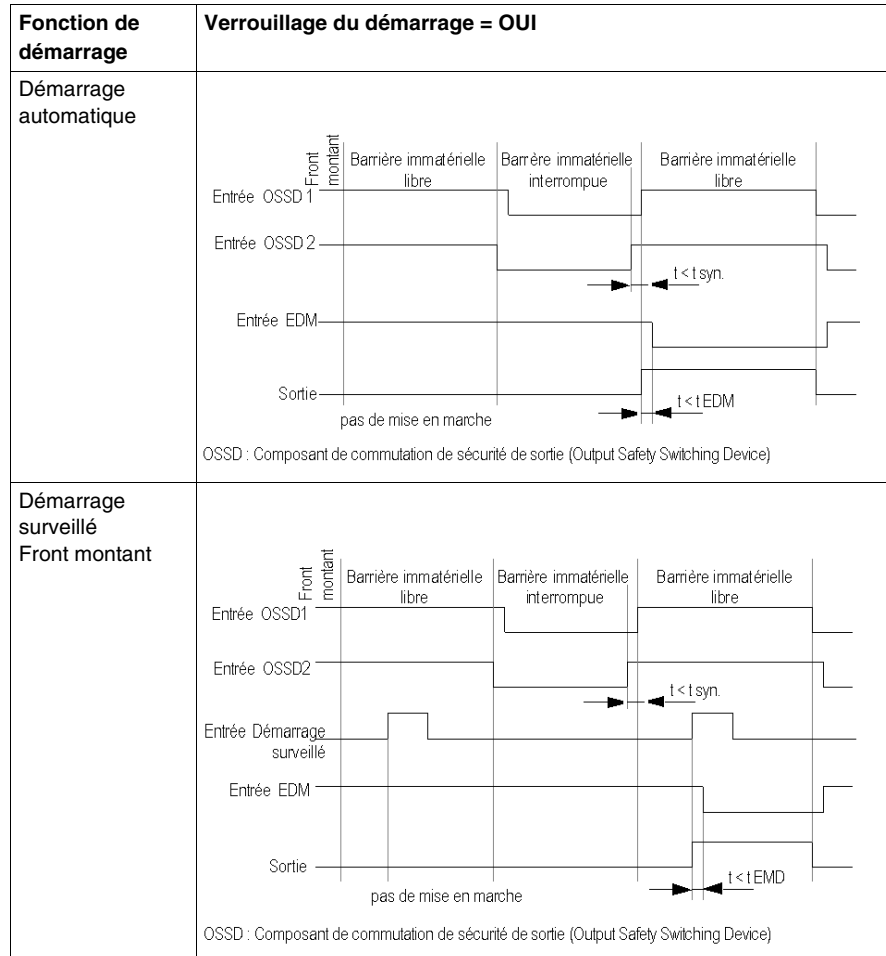 Fonction de
démarrage
Verrouillage du démarrage = OUI
Démarrage
automatique
Front
montant
Barrière immatérielle
libre
Barrère immatérielle
interrompue
Barrière immatérielle
libre
Entrée OSSD 1
Entrée OSSD 2
t < t syn.
Entrée EDM
Sortie
t < t EDM
pas de mise en marche
OSSD : Composant de commutation de sécurité de sortie (Output Safety Switching Device)
Démarrage
surveillé
Front montant
Front
montant
Barrière immatérielle
libre
Barrière immatérielle
interrompue
Barrière immatérielle
libre
Entrée OSSD1
Entrée OSSD2
t < t syn.
Entrée Démarrage
surveillé
Entrée EDM
Sortie
t < t EMD
pas de mise en marche
OSSD : Composant de commutation de sécurité de sortie (Output Safety Switching Device)